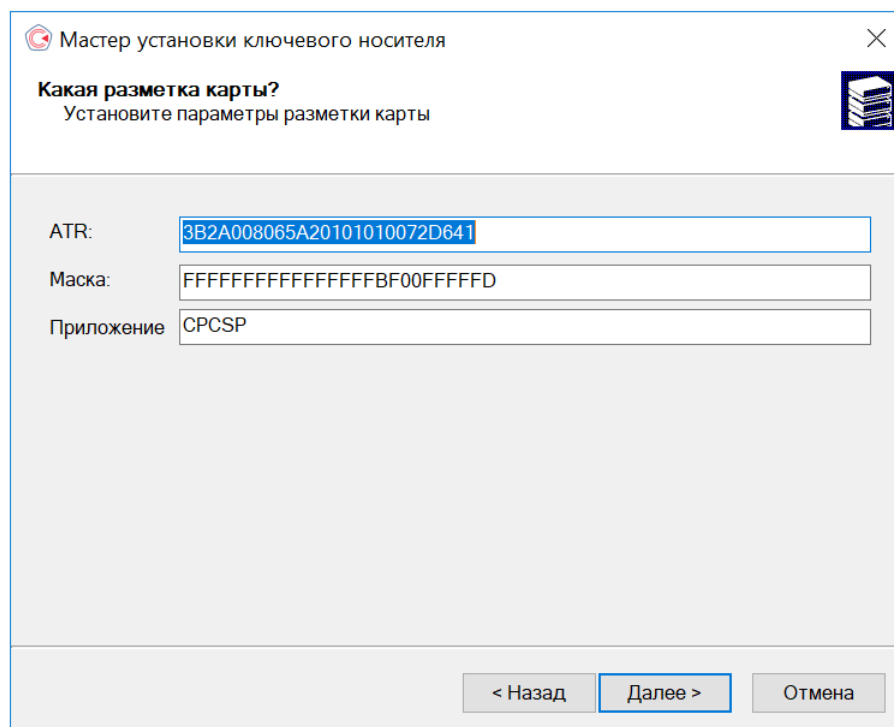 Мастер установки ключевого носителя
Какая разметка карты?
Установите параметры разметки карты
ATR: 3B2A008065A20101010072D641
Маска: FFFFFFFFFFFFFFFFBF00FFFFFD
Приложение CPCSP
< Назад Далее > Отмена